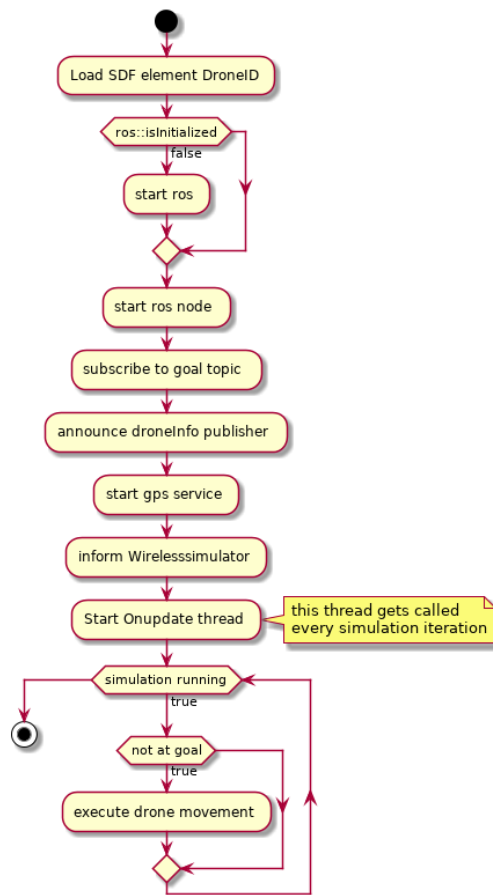 Load SDF element DroneID
ros::isInitialized
false
start ros
start ros node
subscribe to goal topic
announce droneInfo publisher
start gps service
inform Wirelesssimulator
Start Onupdate thread
this thread gets called
every simulation iteration
simulation running
true
not at goal
true
execute drone movement